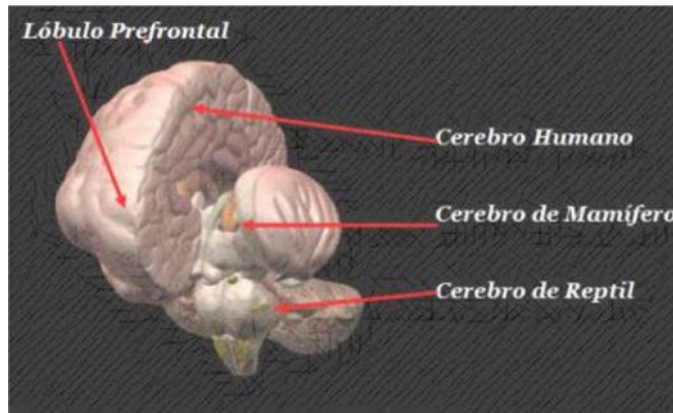 Lóbulo Prefrontal
Cerebro Humano
Cerebro de Mamífero
Cerebro de Reptil